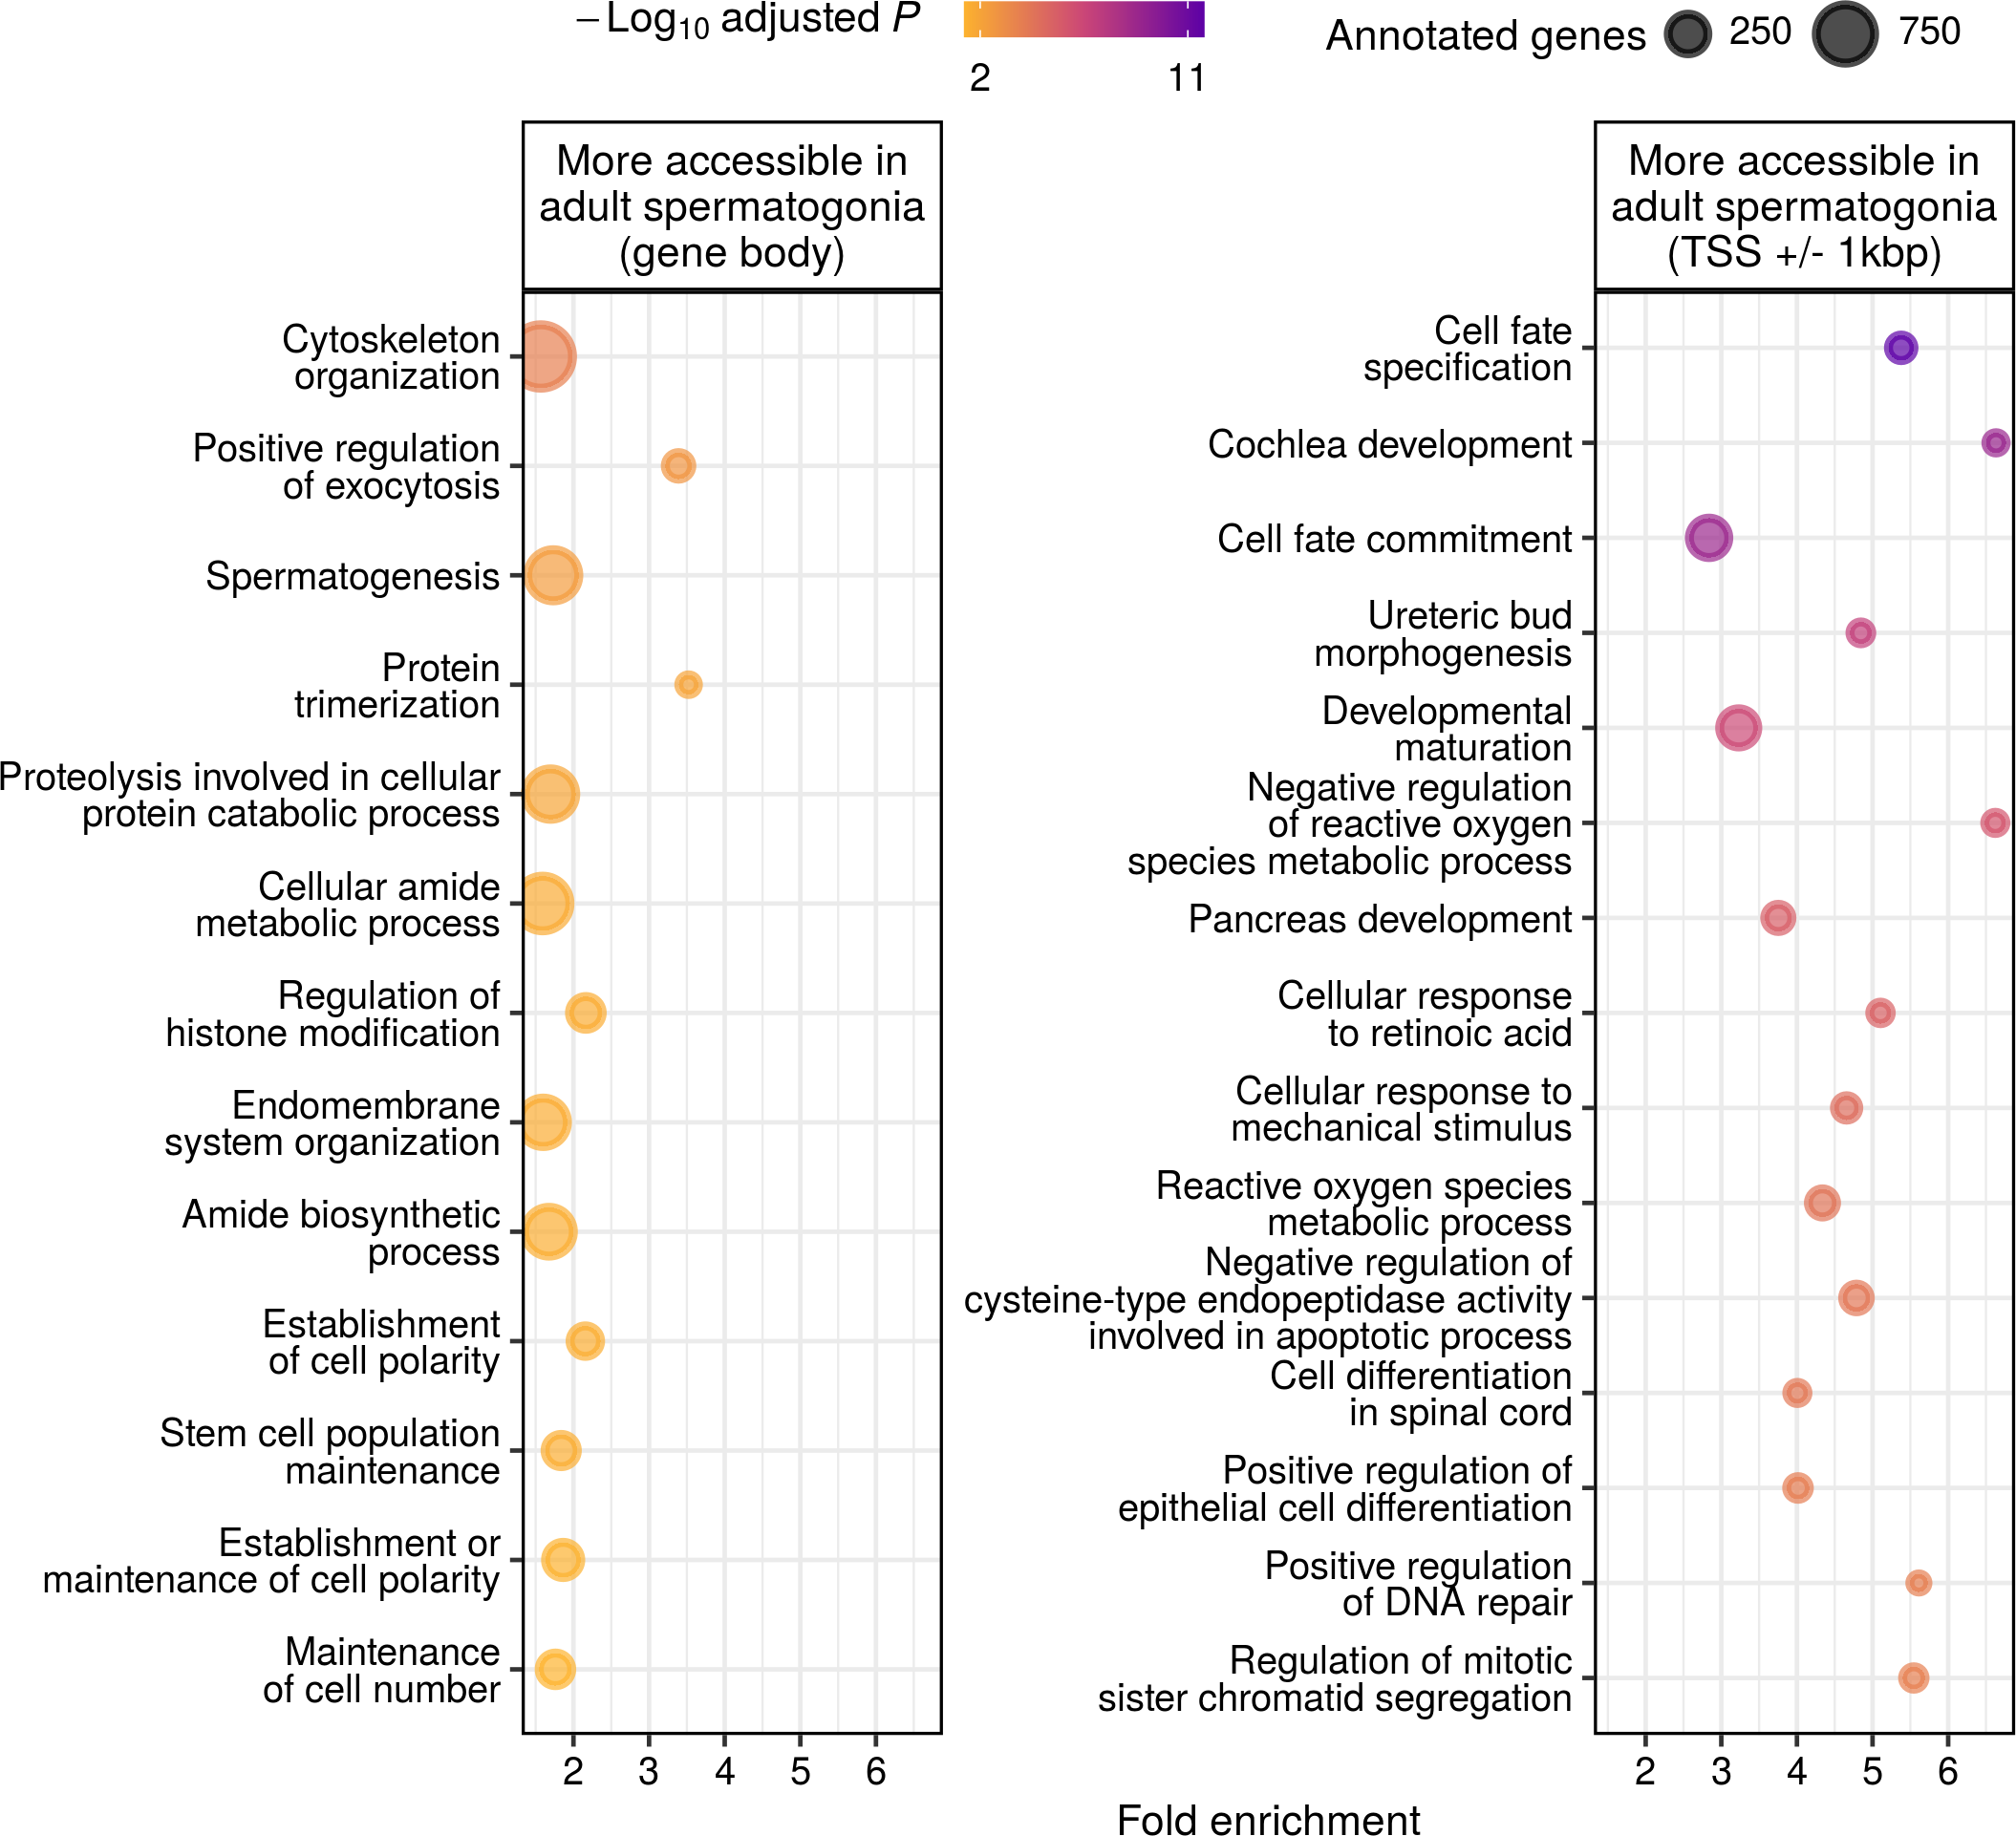 −Log10 adjusted P
2
11
Annotated genes
250
750
More accessible in
adult spermatogonia
(gene body)
Cytoskeleton
organization
Positive regulation
of exocytosis
Spermatogenesis
Protein
trimerization
Proteolysis involved in cellular
protein catabolic process
Cellular amide
metabolic process
Regulation of
histone modification
Endomembrane
system organization
Amide biosynthetic
process
Establishment
of cell polarity
Stem cell population
maintenance
Establishment or
maintenance of cell polarity
Maintenance
of cell number
2 3 4 5 6
More accessible in
adult spermatogonia
(TSS +/- 1kbp)
Cell fate
specification
Cochlea development
Cell fate commitment
Ureteric bud
morphogenesis
Developmental
maturation
Negative regulation
of reactive oxygen
species metabolic process
Pancreas development
Cellular response
to retinoic acid
Cellular response to
mechanical stimulus
Reactive oxygen species
metabolic process
Negative regulation of
cysteine-type endopeptidase activity
involved in apoptotic process
Cell differentiation
in spinal cord
Positive regulation of
epithelial cell differentiation
Positive regulation
of DNA repair
Regulation of mitotic
sister chromatid segregation
2 3 4 5 6
Fold enrichment